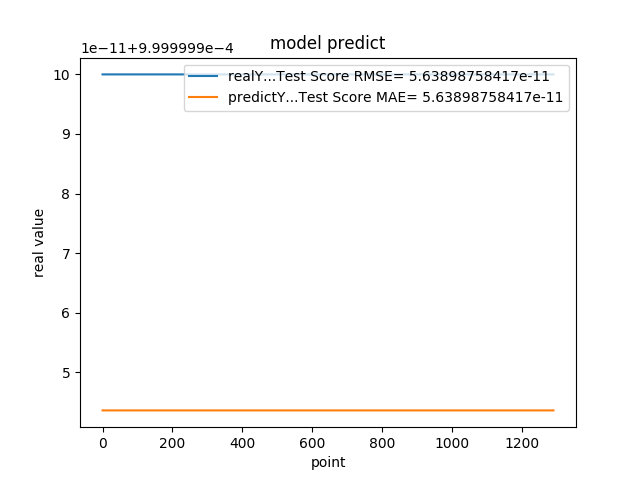 model predict
1e−11+9.999999e−4
realY...Test Score RMSE= 5.63898758417e-11
predictY...Test Score MAE= 5.63898758417e-11
10
9
8
7
6
5
real value
0 200 400 600 800 1000 1200
point